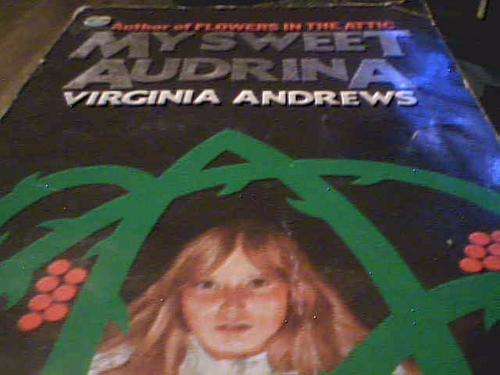 Author of FLOWERS IN THE ATTIC
MY SWEET
AUDRINA
VIRGINIA ANDREWS